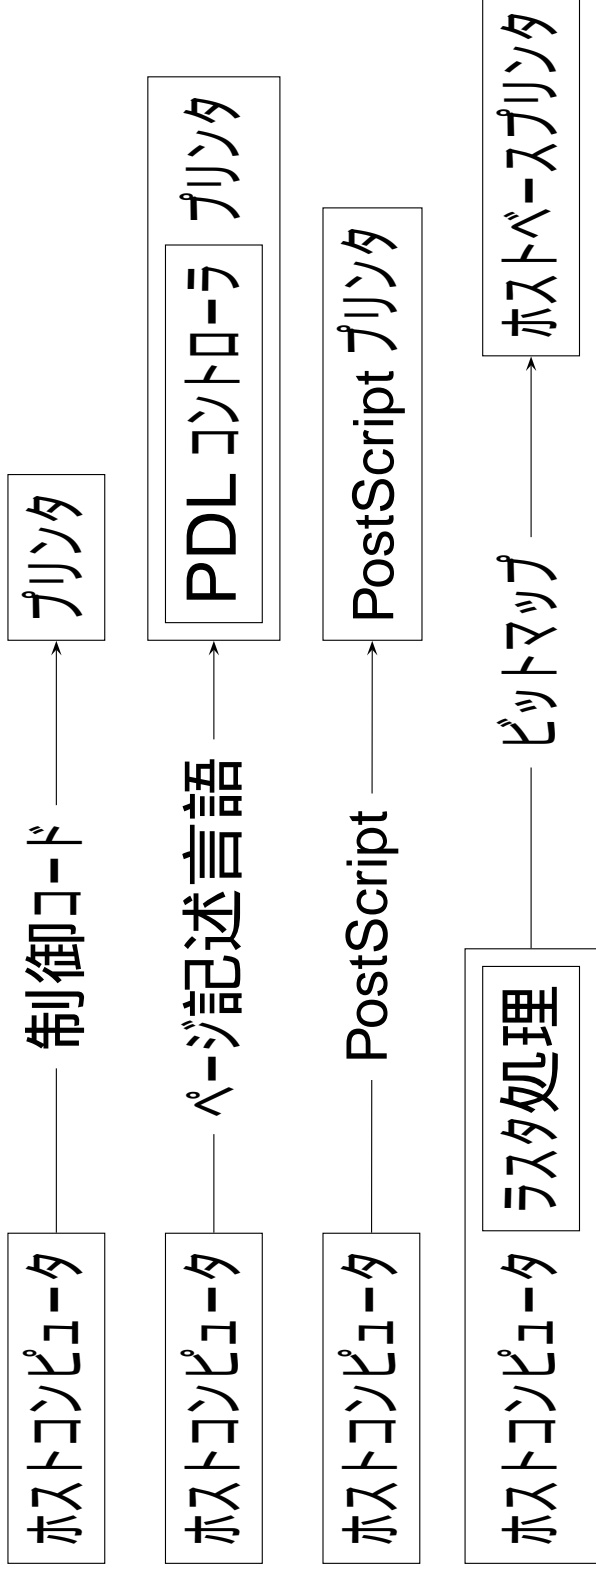 ホストコンピュータ 制御コード プリンタ
ホストコンピュータ ページ記述言語 PDL コントローラ プリンタ
ホストコンピュータ PostScript PostScript プリンタ
ホストコンピュータ ラスタ処理 ビットマップ ホストベースプリンタ